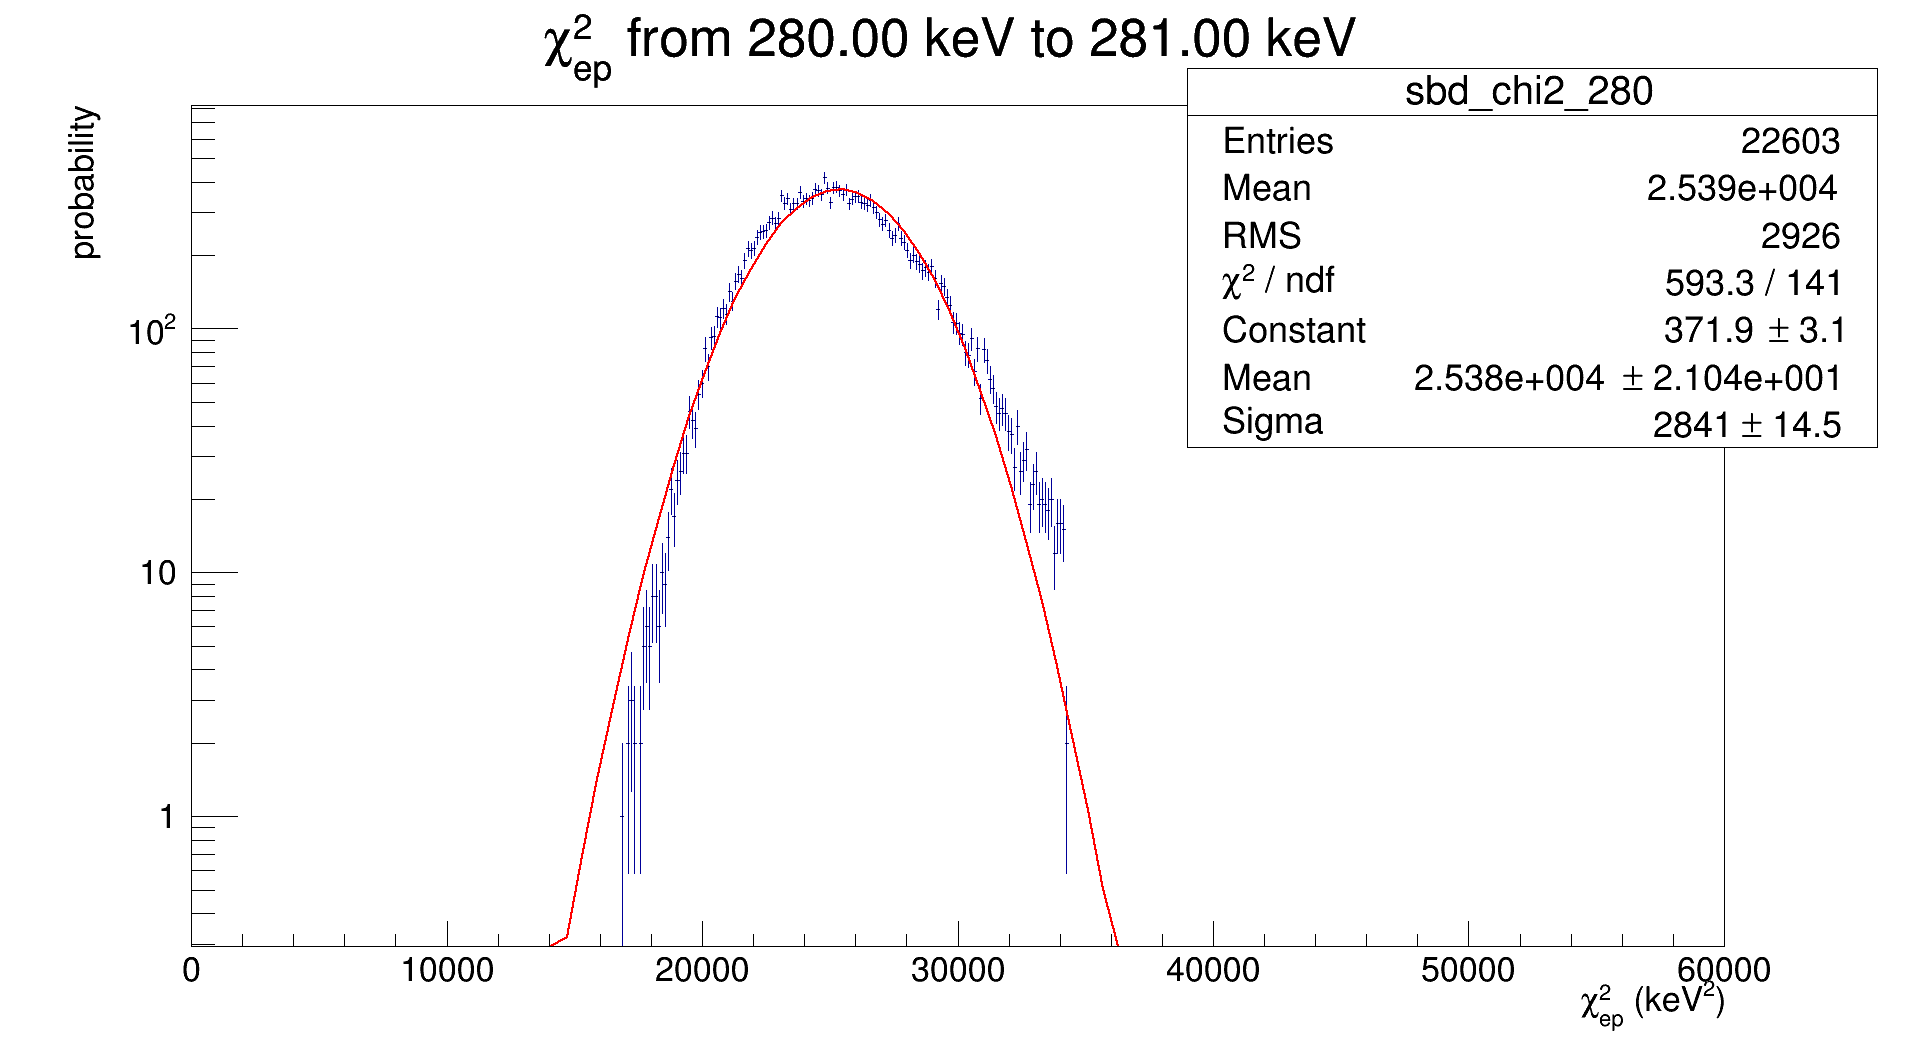 χ²ep from 280.00 keV to 281.00 keV
sbd_chi2_280
Entries 22603
Mean 2.539e+004
RMS 2926
χ² / ndf 593.3 / 141
Constant 371.9 ± 3.1
Mean 2.538e+004 ± 2.104e+001
Sigma 2841 ± 14.5
probability
10²
10
1
0 10000 20000 30000 40000 50000 60000
χ²ep (keV²)